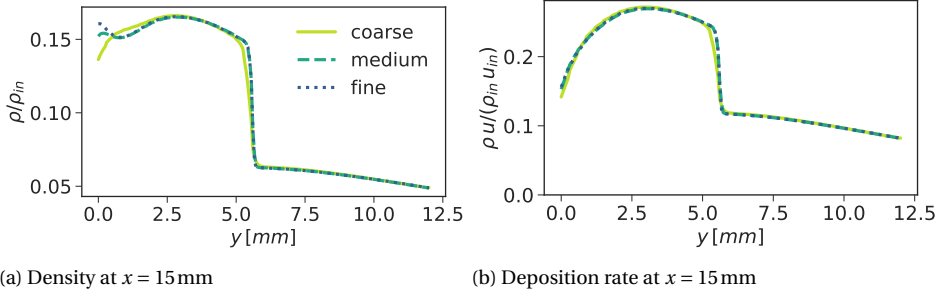 0.15
0.10
0.05
ρ/ρin
coarse
medium
fine
0.0 2.5 5.0 7.5 10.0 12.5
y [mm]
(a) Density at x = 15 mm
0.2
0.1
0.0
ρ u/(ρin uin)
0.0 2.5 5.0 7.5 10.0 12.5
y [mm]
(b) Deposition rate at x = 15 mm